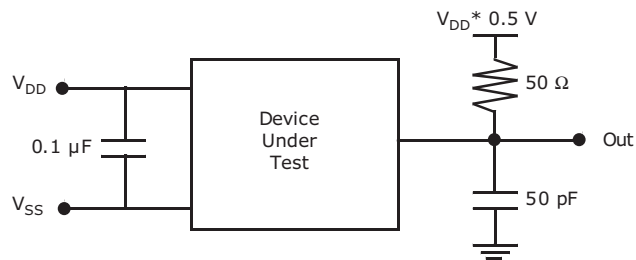 V_DD* 0.5 V
50 Ω
V_DD
0.1 µF
V_SS
Device
Under
Test
Out
50 pF